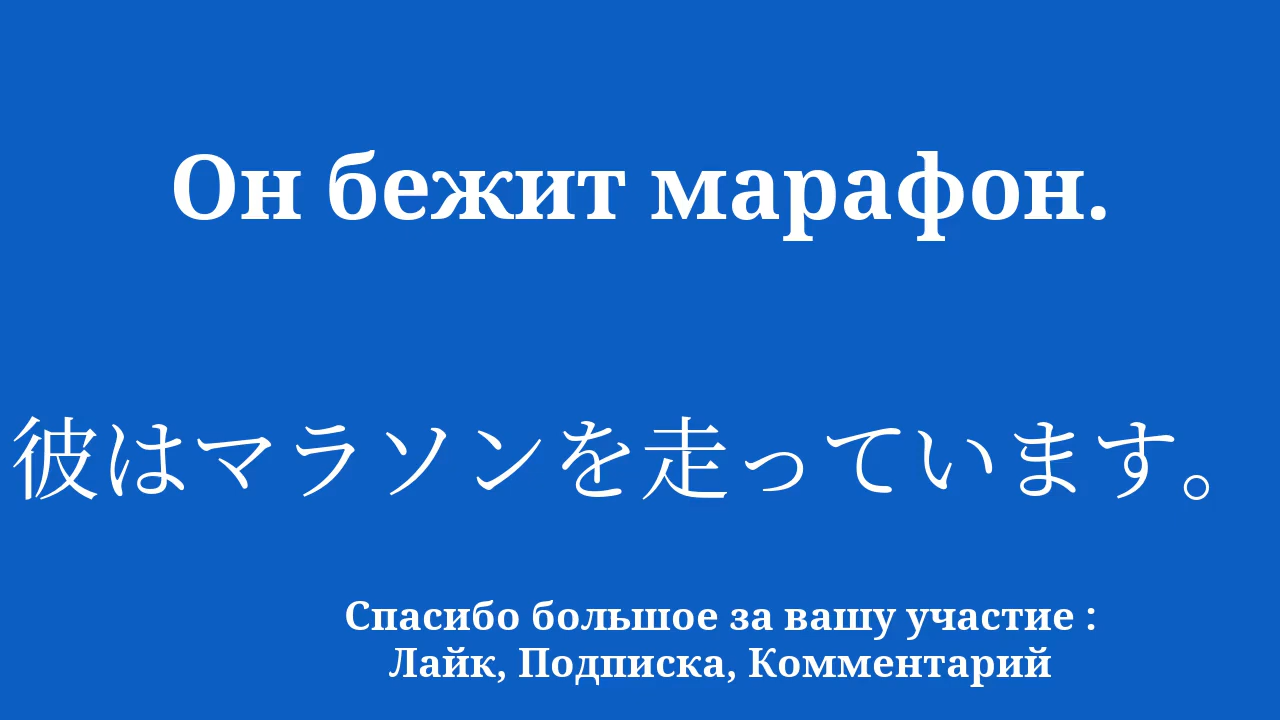 Он бежит марафон.
彼はマラソンを走っています。
Спасибо большое за вашу участие :
Лайк, Подписка, Комментарий